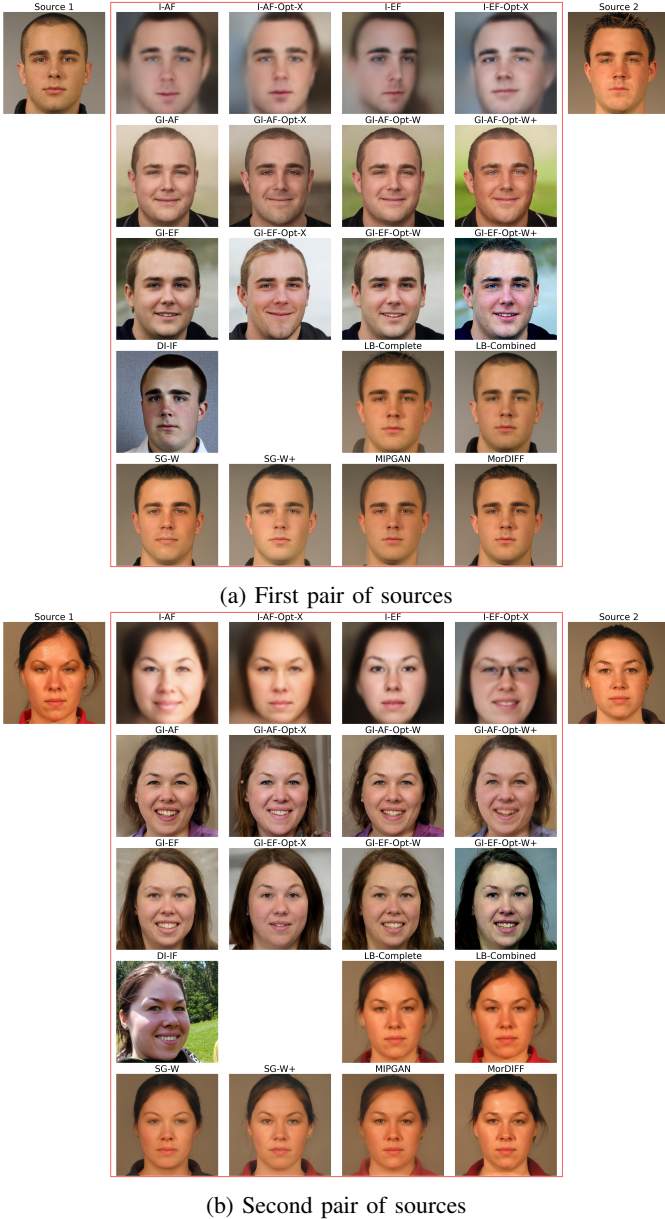 Source 1 I-AF I-AF-Opt-X I-EF I-EF-Opt-X Source 2
GI-AF GI-AF-Opt-X GI-AF-Opt-W GI-AF-Opt-W+
GI-EF GI-EF-Opt-X GI-EF-Opt-W GI-EF-Opt-W+
DI-IF LB-Complete LB-Combined
SG-W SG-W+ MIPGAN MorDIFF
(a) First pair of sources
Source 1 I-AF I-AF-Opt-X I-EF I-EF-Opt-X Source 2
GI-AF GI-AF-Opt-X GI-AF-Opt-W GI-AF-Opt-W+
GI-EF GI-EF-Opt-X GI-EF-Opt-W GI-EF-Opt-W+
DI-IF LB-Complete LB-Combined
SG-W SG-W+ MIPGAN MorDIFF
(b) Second pair of sources